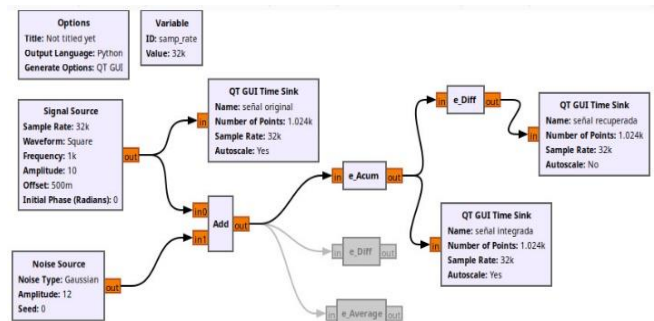 Options
Title: Not titled yet
Output Language: Python
Generate Options: QT GUI
Variable
ID: samp_rate
Value: 32k
Signal Source
Sample Rate: 32k
Waveform: Square
Frequency: 1k
Amplitude: 10
Offset: 500m
Initial Phase (Radians): 0
out
QT GUI Time Sink
Name: señal original
Number of Points: 1.024k
Sample Rate: 32k
Autoscale: Yes
in
in0
in1
Add
out
Noise Source
Noise Type: Gaussian
Amplitude: 12
Seed: 0
out
in
e_Acum
out
in
e_Diff
out
in
e_Average
out
in
e_Diff
out
QT GUI Time Sink
Name: señal recuperada
Number of Points: 1.024k
Sample Rate: 32k
Autoscale: No
in
QT GUI Time Sink
Name: señal integrada
Number of Points: 1.024k
Sample Rate: 32k
Autoscale: Yes
in